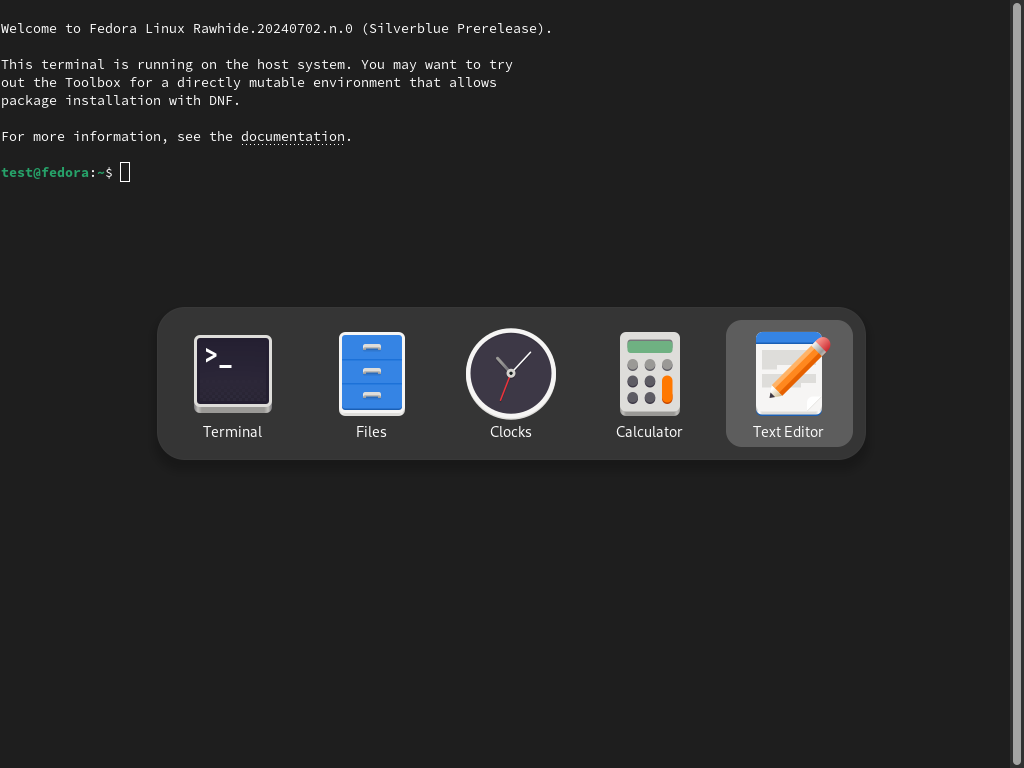 Welcome to Fedora Linux Rawhide.20240702.n.0 (Silverblue Prerelease).
This terminal is running on the host system. You may want to try
out the Toolbox for a directly mutable environment that allows
package installation with DNF.
For more information, see the documentation.
test@fedora:~$
>_
Terminal Files Clocks Calculator Text Editor